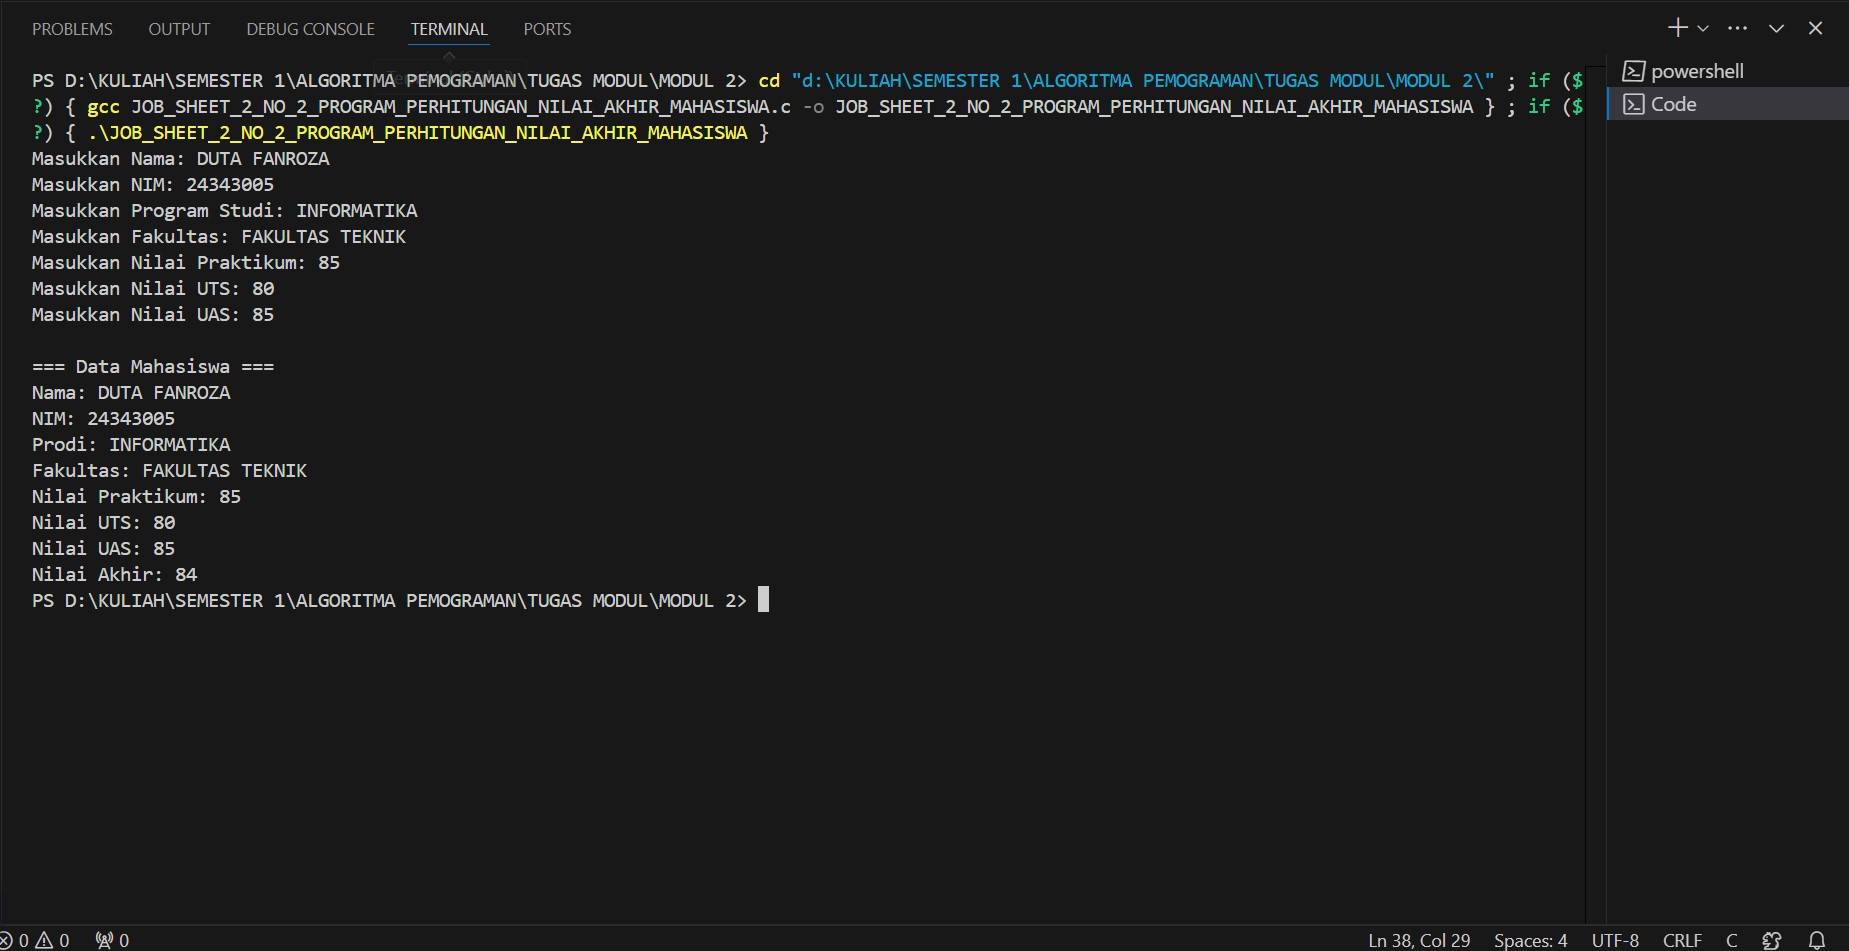 PROBLEMS OUTPUT DEBUG CONSOLE TERMINAL PORTS
PS D:\KULIAH\SEMESTER 1\ALGORITMA PEMOGRAMAN\TUGAS MODUL\MODUL 2> cd "d:\KULIAH\SEMESTER 1\ALGORITMA PEMOGRAMAN\TUGAS MODUL\MODUL 2\" ; if ($
?) { gcc JOB_SHEET_2_NO_2_PROGRAM_PERHITUNGAN_NILAI_AKHIR_MAHASISWA.c -o JOB_SHEET_2_NO_2_PROGRAM_PERHITUNGAN_NILAI_AKHIR_MAHASISWA } ; if ($
?) { .\JOB_SHEET_2_NO_2_PROGRAM_PERHITUNGAN_NILAI_AKHIR_MAHASISWA }
Masukkan Nama: DUTA FANROZA
Masukkan NIM: 24343005
Masukkan Program Studi: INFORMATIKA
Masukkan Fakultas: FAKULTAS TEKNIK
Masukkan Nilai Praktikum: 85
Masukkan Nilai UTS: 80
Masukkan Nilai UAS: 85
=== Data Mahasiswa ===
Nama: DUTA FANROZA
NIM: 24343005
Prodi: INFORMATIKA
Fakultas: FAKULTAS TEKNIK
Nilai Praktikum: 85
Nilai UTS: 80
Nilai UAS: 85
Nilai Akhir: 84
PS D:\KULIAH\SEMESTER 1\ALGORITMA PEMOGRAMAN\TUGAS MODUL\MODUL 2>
powershell
Code
0 0 0
Ln 38, Col 29 Spaces: 4 UTF-8 CRLF C